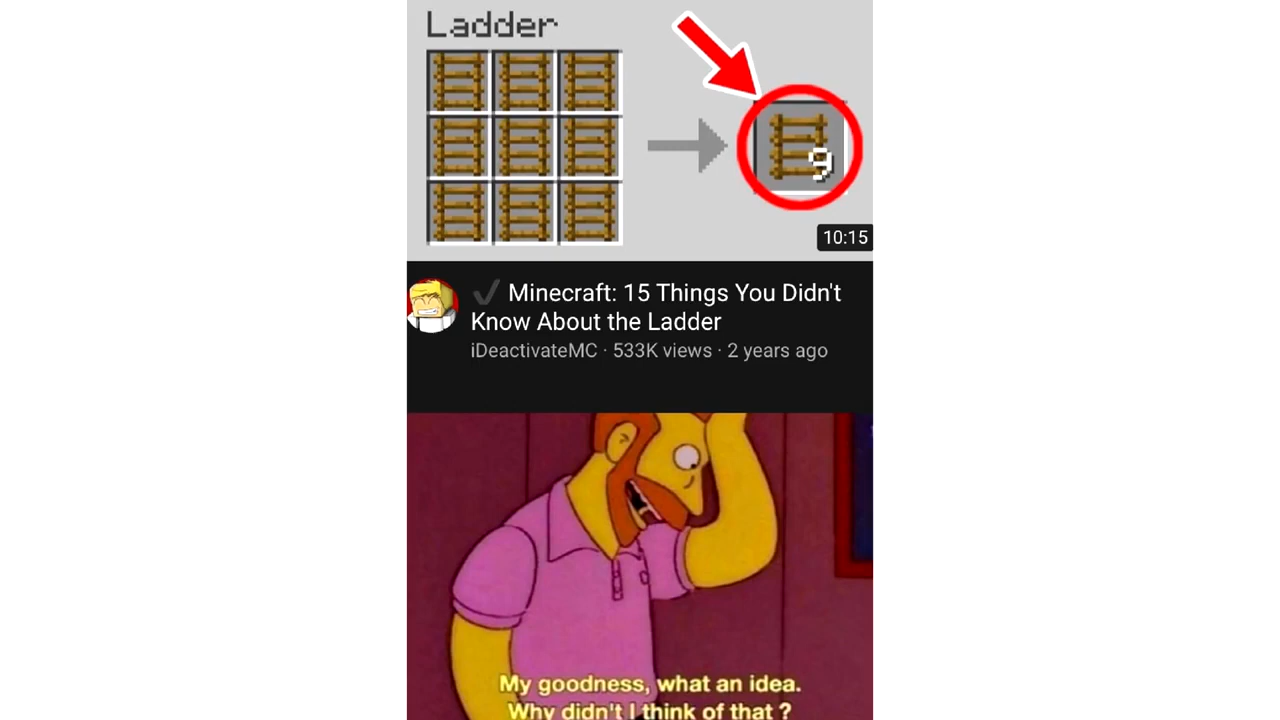 Ladder
9
10:15
✔ Minecraft: 15 Things You Didn't
Know About the Ladder
iDeactivateMC · 533K views · 2 years ago
My goodness, what an idea.
Why didn't I think of that ?